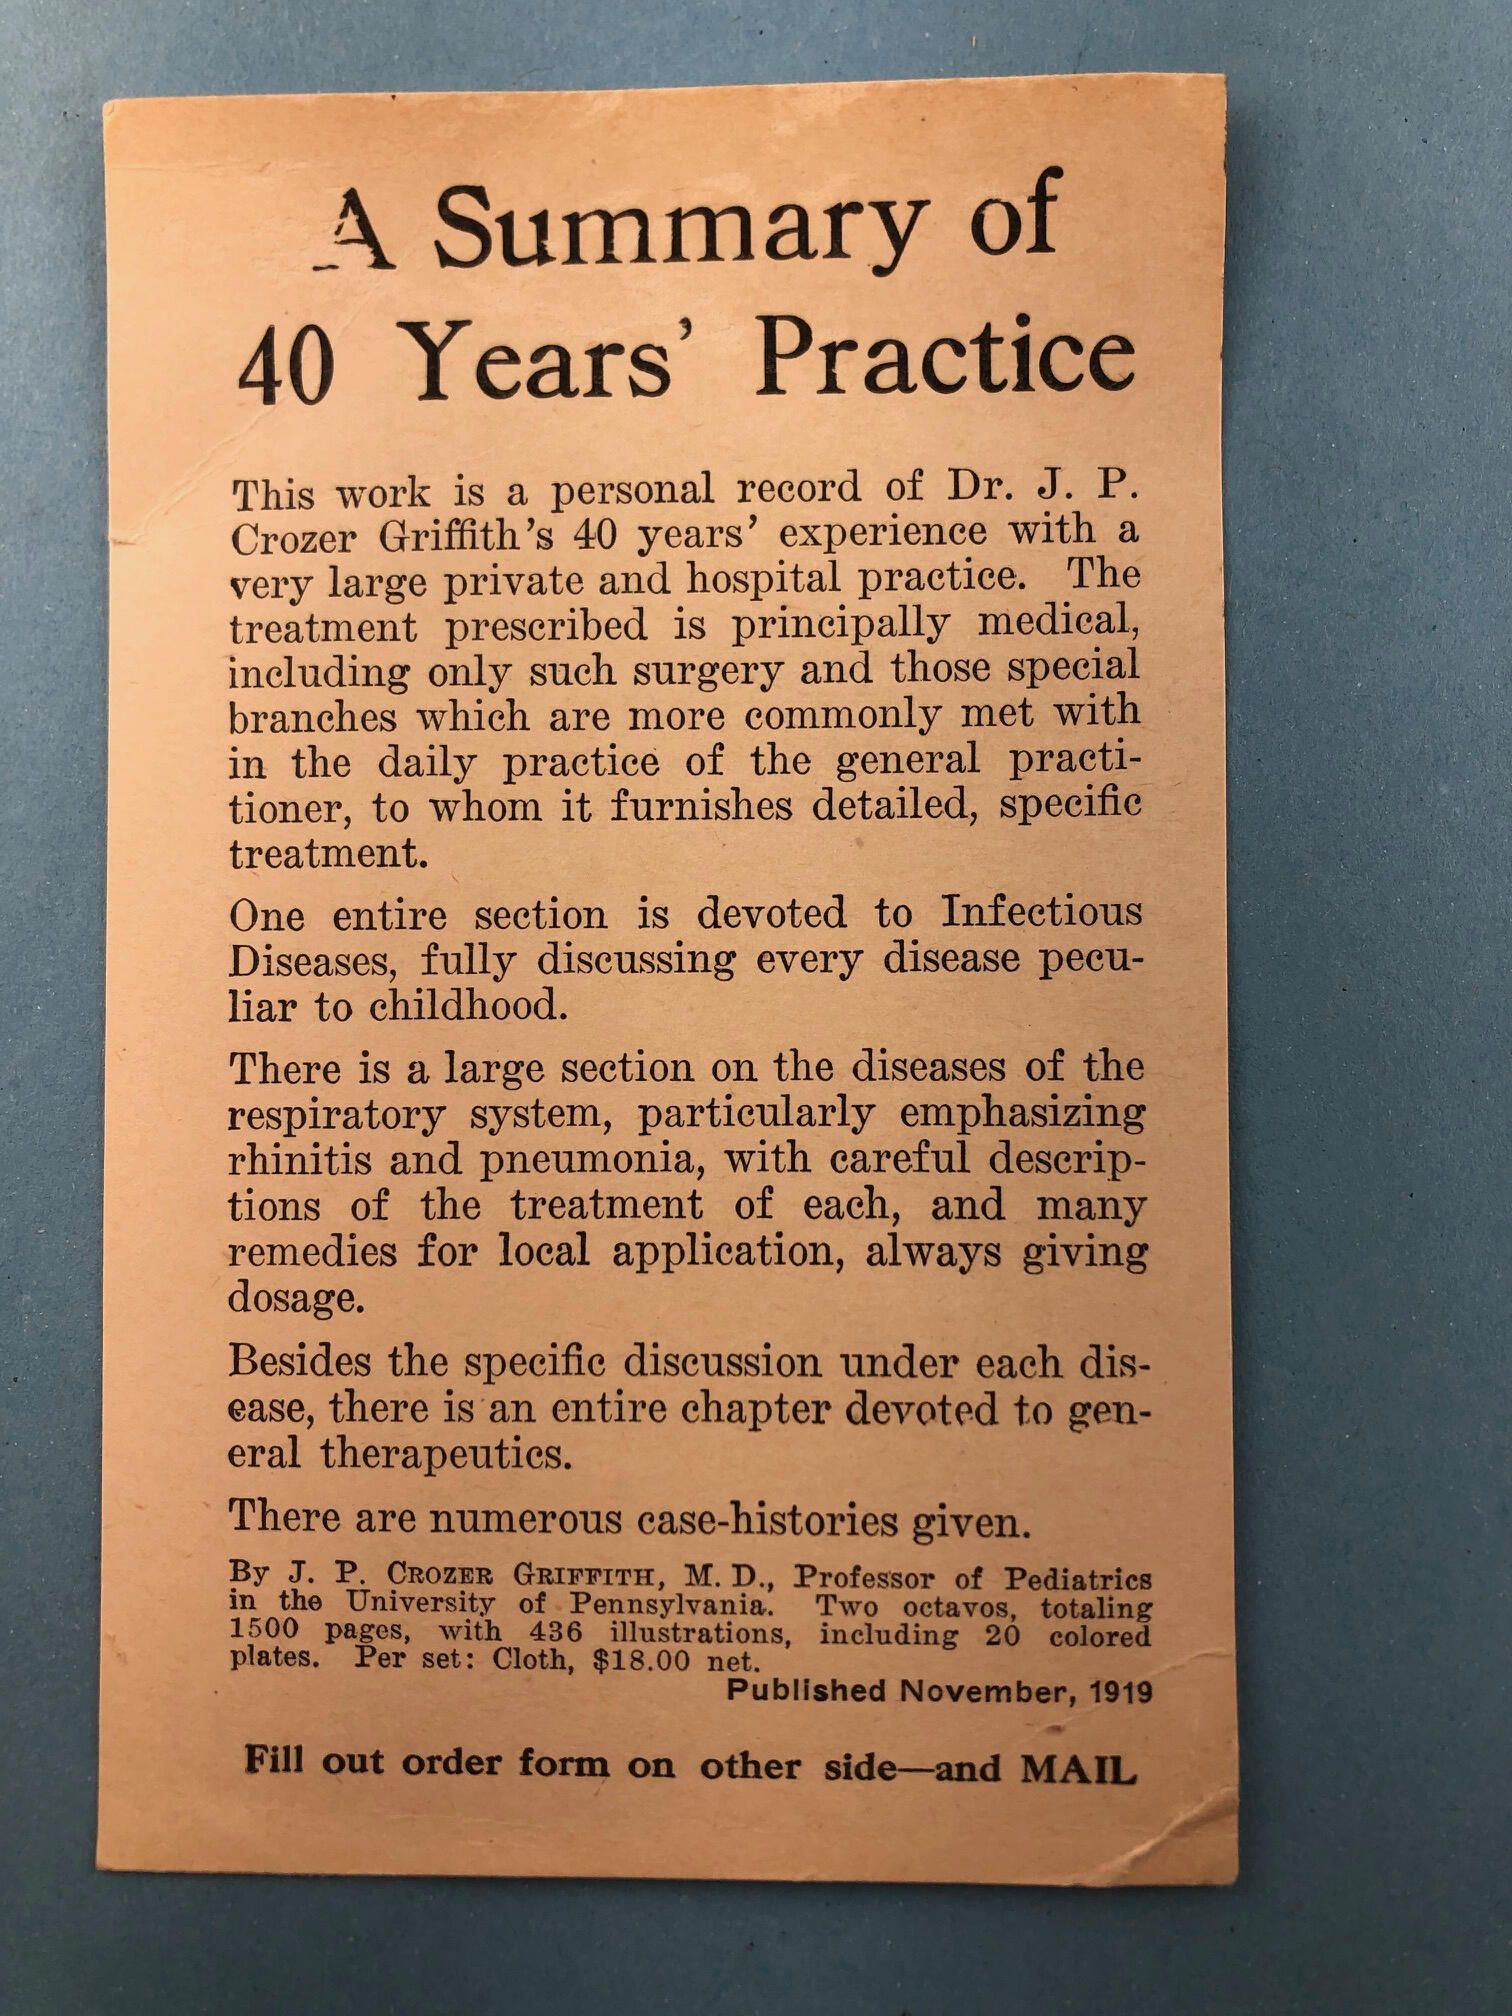 A Summary of
40 Years' Practice
This work is a personal record of Dr. J. P.
Crozer Griffith's 40 years' experience with a
very large private and hospital practice. The
treatment prescribed is principally medical,
including only such surgery and those special
branches which are more commonly met with
in the daily practice of the general practi-
tioner, to whom it furnishes detailed, specific
treatment.
One entire section is devoted to Infectious
Diseases, fully discussing every disease pecu-
liar to childhood.
There is a large section on the diseases of the
respiratory system, particularly emphasizing
rhinitis and pneumonia, with careful descrip-
tions of the treatment of each, and many
remedies for local application, always giving
dosage.
Besides the specific discussion under each dis-
ease, there is an entire chapter devoted to gen-
eral therapeutics.
There are numerous case-histories given.
By J. P. CROZER GRIFFITH, M. D., Professor of Pediatrics
in the University of Pennsylvania. Two octavos, totaling
1500 pages, with 436 illustrations, including 20 colored
plates. Per set: Cloth, $18.00 net.
Published November, 1919
Fill out order form on other side—and MAIL